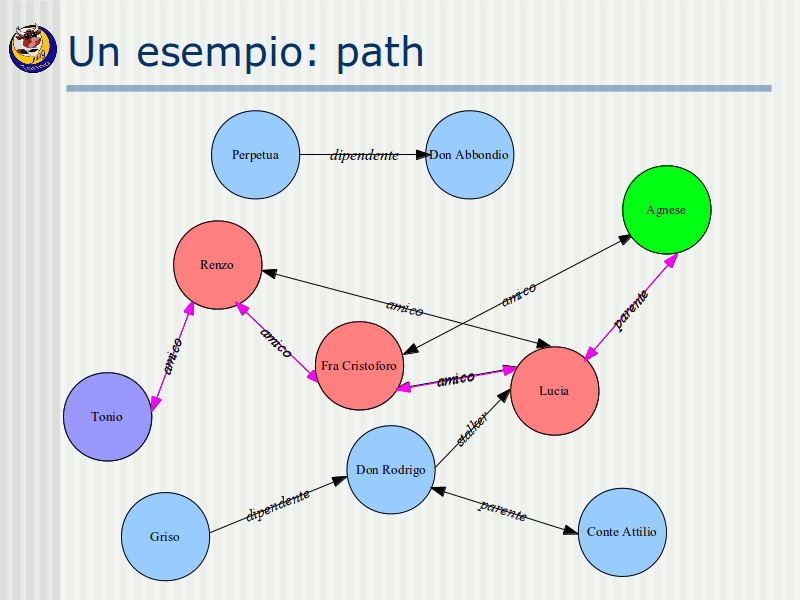 Un esempio: path
Perpetua
dipendente
Don Abbondio
Agnese
Renzo
amico
amico
parente
amico
amico
Fra Cristoforo
amico
Lucia
Tonio
stalker
Don Rodrigo
dipendente
parente
Griso
Conte Attilio